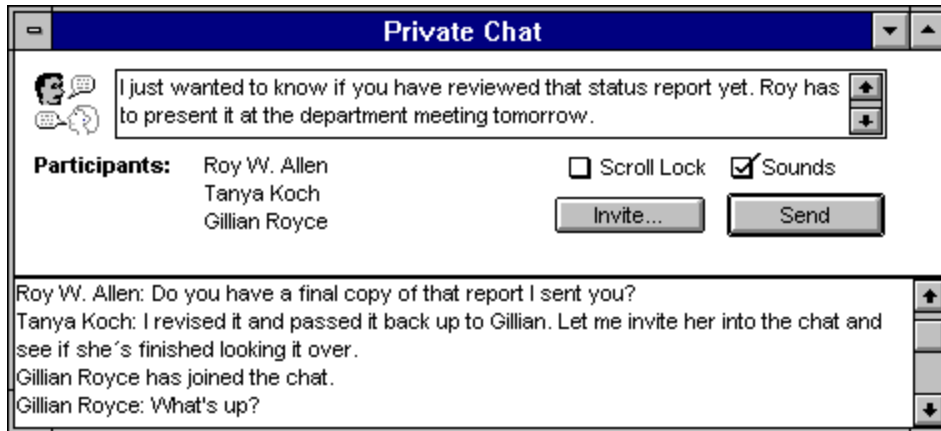 Private Chat
I just wanted to know if you have reviewed that status report yet. Roy has
to present it at the department meeting tomorrow.
Participants: Roy W. Allen
Tanya Koch
Gillian Royce
Scroll Lock Sounds
Invite... Send
Roy W. Allen: Do you have a final copy of that report I sent you?
Tanya Koch: I revised it and passed it back up to Gillian. Let me invite her into the chat and
see if she´s finished looking it over.
Gillian Royce has joined the chat.
Gillian Royce: What's up?